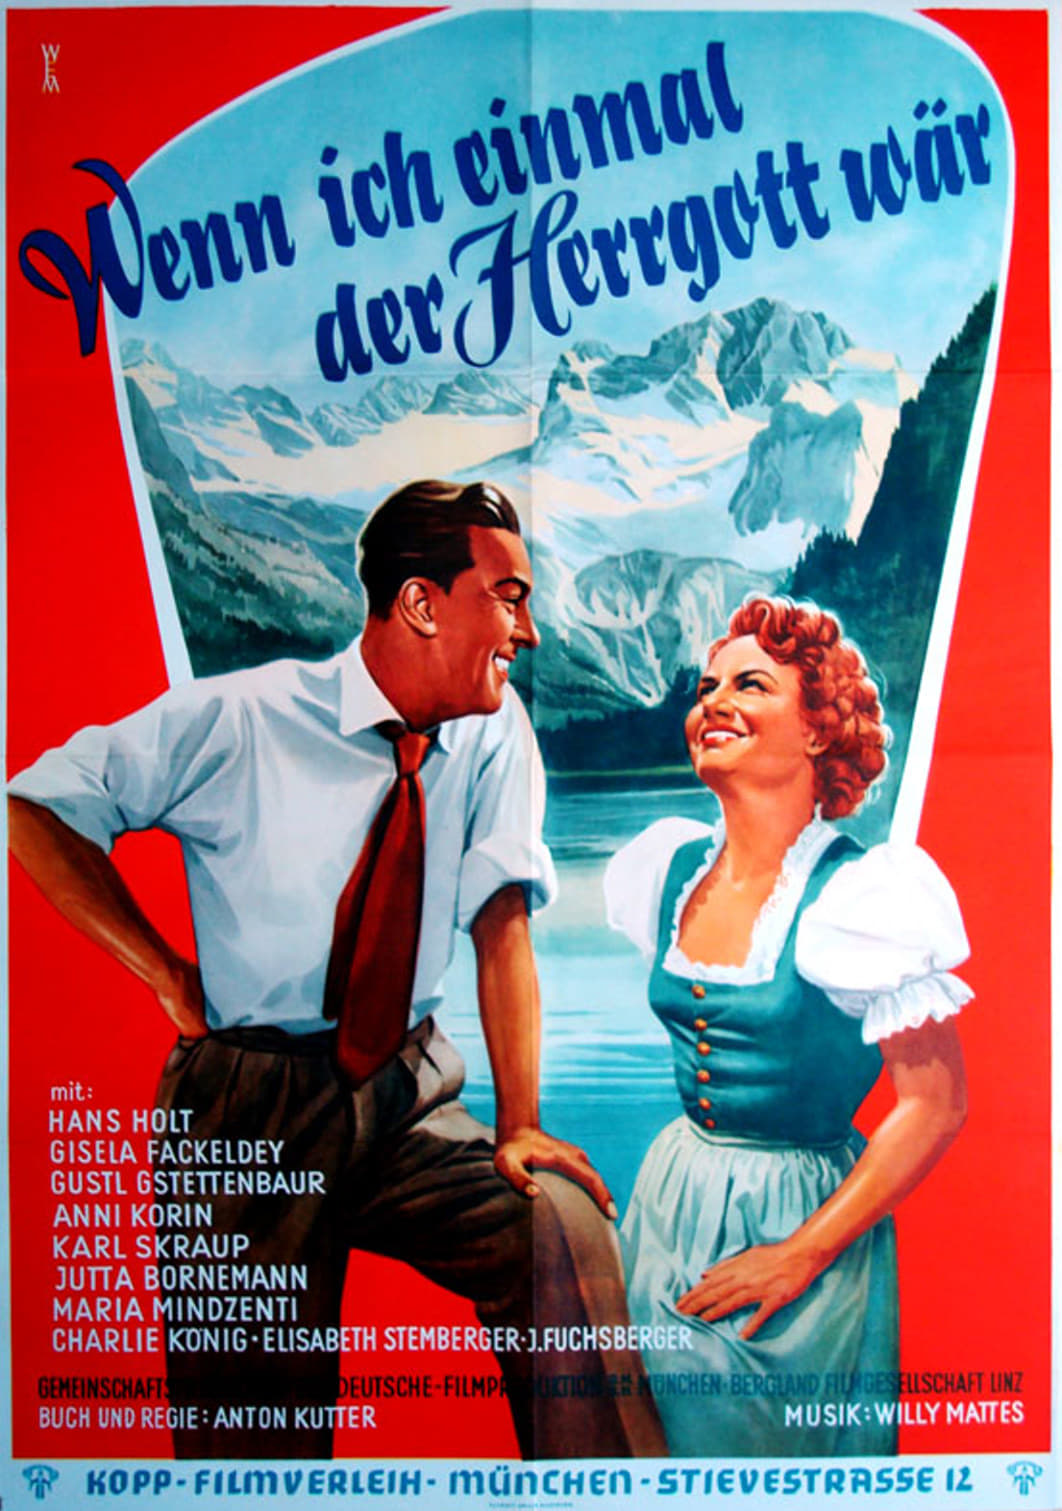 WEM
Wenn ich einmal
der Herrgott wär
mit:
HANS HOLT
GISELA FACKELDEY
GUSTL GSTETTENBAUR
ANNI KORIN
KARL SKRAUP
JUTTA BORNEMANN
MARIA MINDZENTI
CHARLIE KÖNIG · ELISABETH STEMBERGER · J. FUCHSBERGER
GEMEINSCHAFTS DEUTSCHE-FILMPRODUKTION MÜNCHEN · BERGLAND FILMGESELLSCHAFT LINZ
BUCH UND REGIE: ANTON KUTTER
MUSIK: WILLY MATTES
KOPP-FILMVERLEIH - MÜNCHEN - STIEVESTRASSE 12